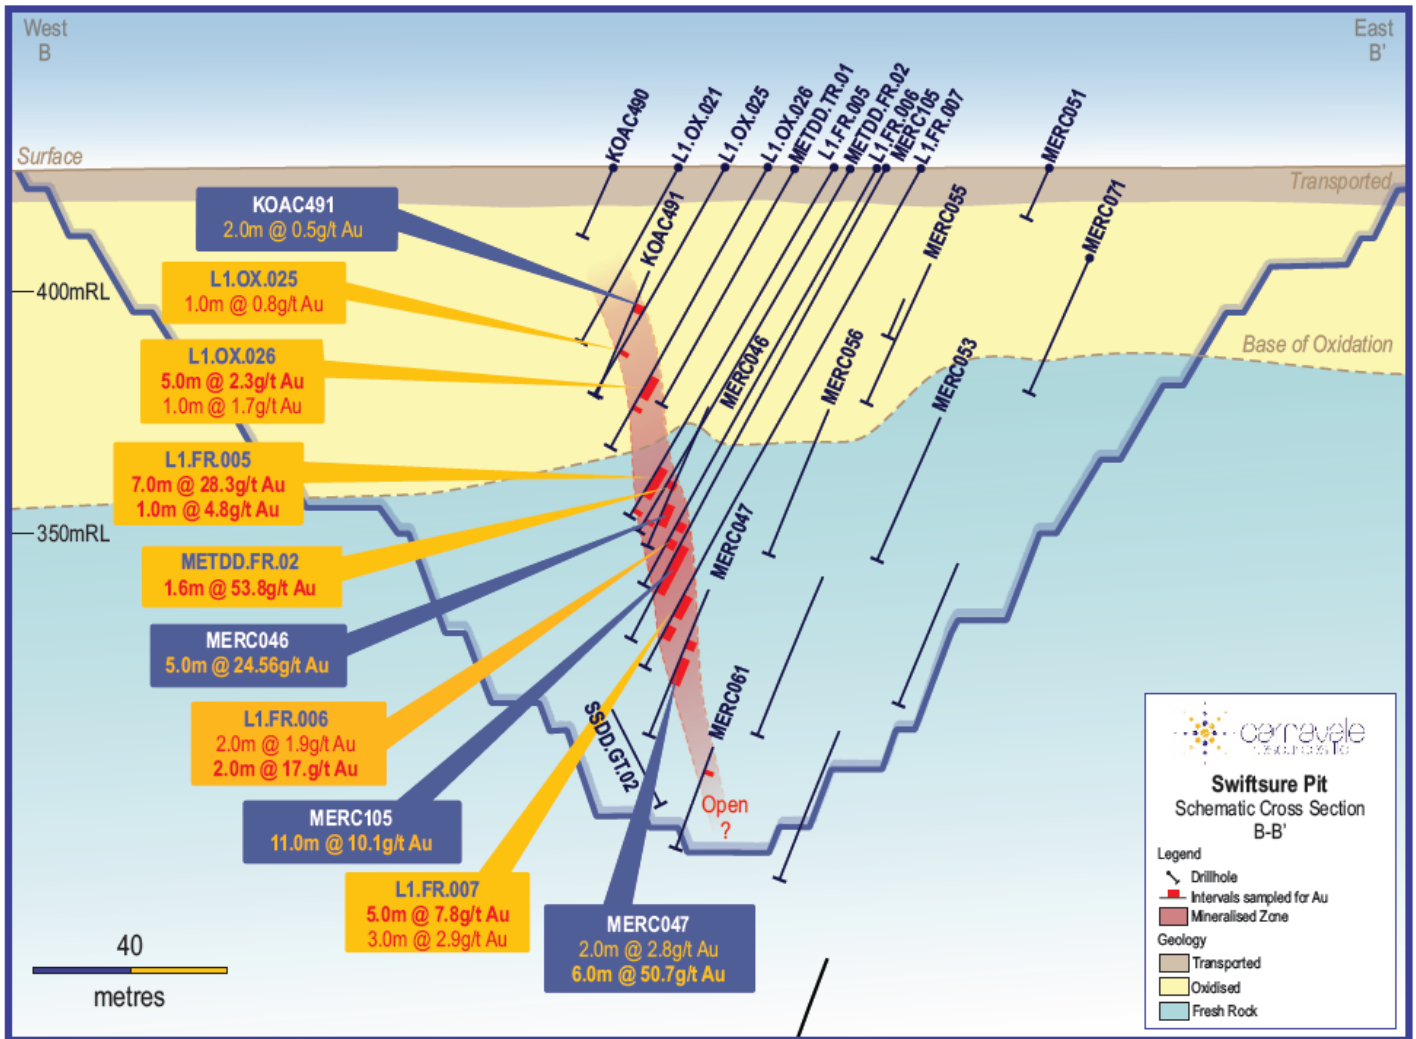 West
B
East
B'
Surface
KOAC490
L1.OX.021
L1.OX.025
L1.OX.026
METDD.TR.01
L1.FR.005
METDD.FR.02
L1.FR.006
MERC105
L1.FR.007
MERC051
Transported
KOAC491
MERC055
MERC071
KOAC491
2.0m @ 0.5g/t Au
400mRL
L1.OX.025
1.0m @ 0.8g/t Au
Base of Oxidation
L1.OX.026
5.0m @ 2.3g/t Au
1.0m @ 1.7g/t Au
MERC046
MERC056
MERC053
L1.FR.005
7.0m @ 28.3g/t Au
1.0m @ 4.8g/t Au
350mRL
MERC047
METDD.FR.02
1.6m @ 53.8g/t Au
MERC046
5.0m @ 24.56g/t Au
L1.FR.006
2.0m @ 1.9g/t Au
2.0m @ 17.g/t Au
SSDD.GT.02
MERC061
Open
?
MERC105
11.0m @ 10.1g/t Au
L1.FR.007
5.0m @ 7.8g/t Au
3.0m @ 2.9g/t Au
MERC047
2.0m @ 2.8g/t Au
6.0m @ 50.7g/t Au
40
metres
carnavale
Swiftsure Pit
Schematic Cross Section
B-B'
Legend
Drillhole
Intervals sampled for Au
Mineralised Zone
Geology
Transported
Oxidised
Fresh Rock